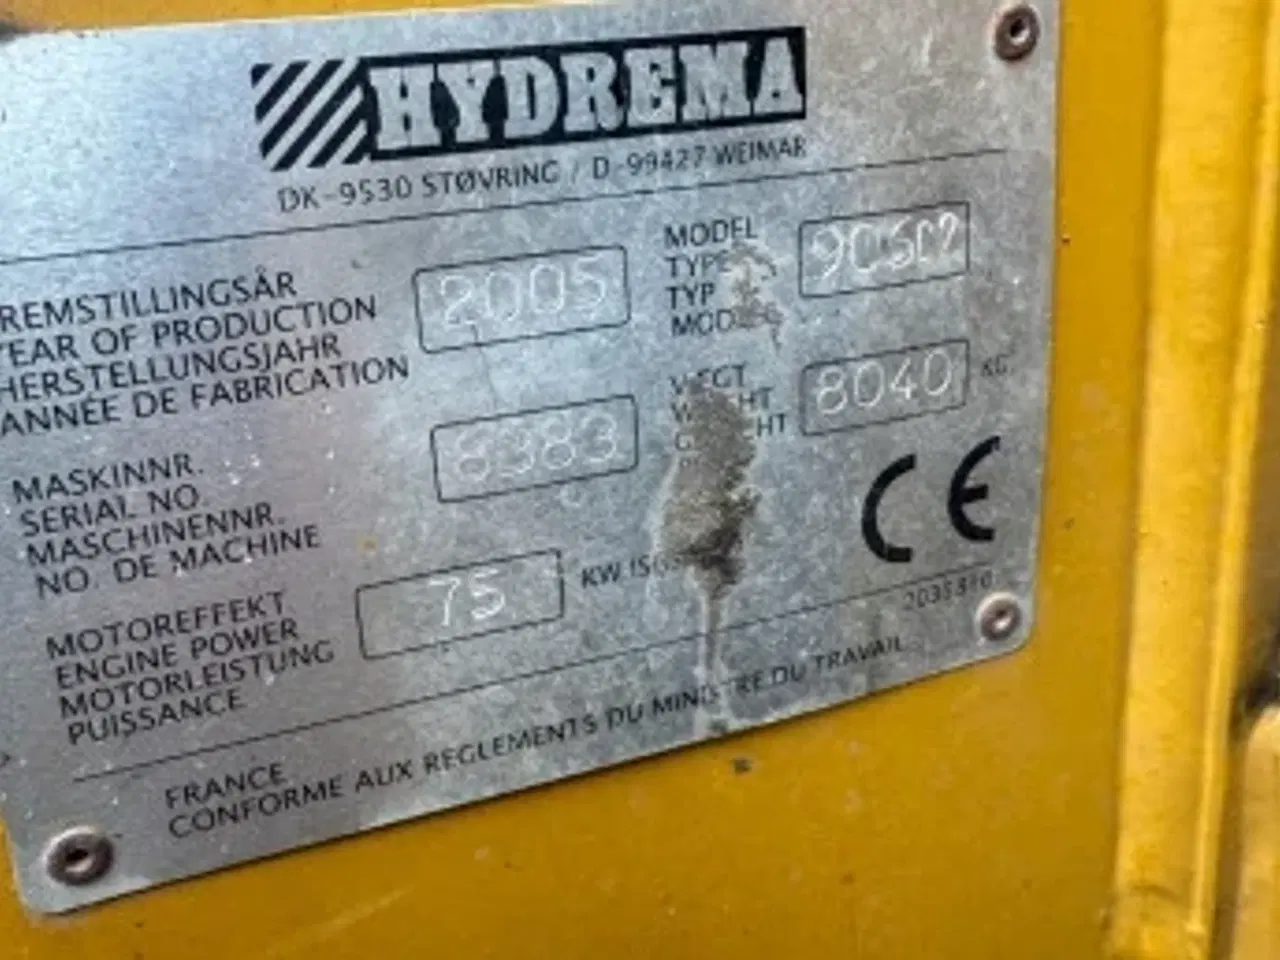 HYDREMA
DK-9530 STØVRING / D-99427 WEIMAR
REMSTILLINGSÅR
YEAR OF PRODUCTION
HERSTELLUNGSJAHR
ANNÉE DE FABRICATION
2005
MODEL
TYPE
TYP
906C2
MASKINNR.
SERIAL NO.
MASCHINENNR.
NO. DE MACHINE
8383
VÆGT
8040 KG
MOTOREFFEKT
ENGINE POWER
MOTORLEISTUNG
PUISSANCE
75 KW
CE
FRANCE
CONFORME AUX REGLEMENTS DU MINISTRE DU TRAVAIL